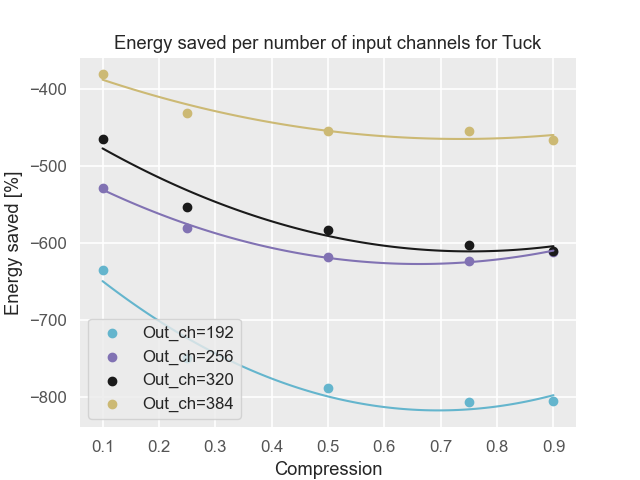 Energy saved per number of input channels for Tuck
Energy saved [%]
−400
−500
−600
−700
−800
Out_ch=192
Out_ch=256
Out_ch=320
Out_ch=384
0.1 0.2 0.3 0.4 0.5 0.6 0.7 0.8 0.9
Compression